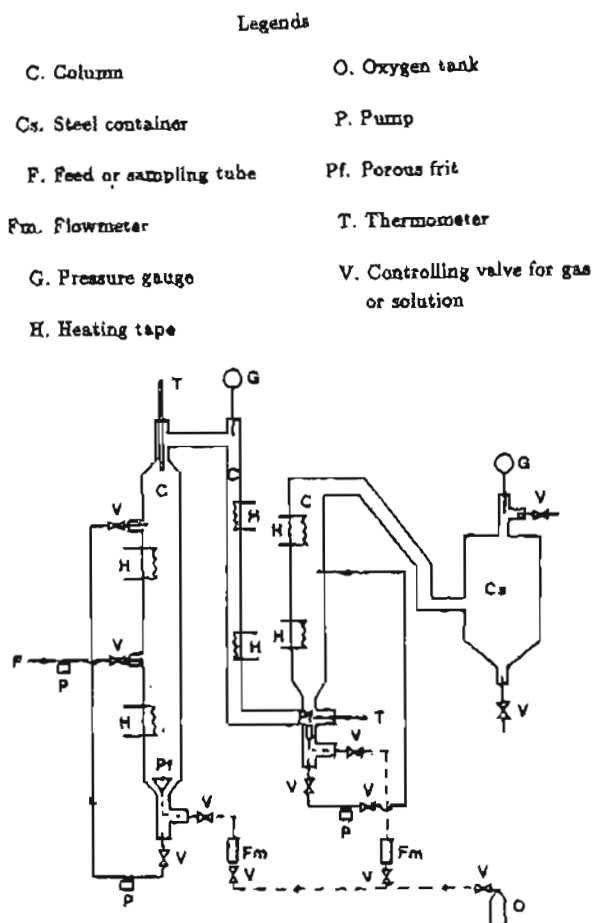 Legends
C. Column
O. Oxygen tank
Cs. Steel container
P. Pump
F. Feed or sampling tube
Pf. Porous frit
Fm. Flowmeter
T. Thermometer
G. Pressure gauge
V. Controlling valve for gas
or solution
H. Heating tape
T
G
G
C
C
C
V
V
H
H
H
Cs
V
F
P
H
H
H
V
T
Pf
V
V
V
V
P
V
Fm
Fm
V
V
V
P
O